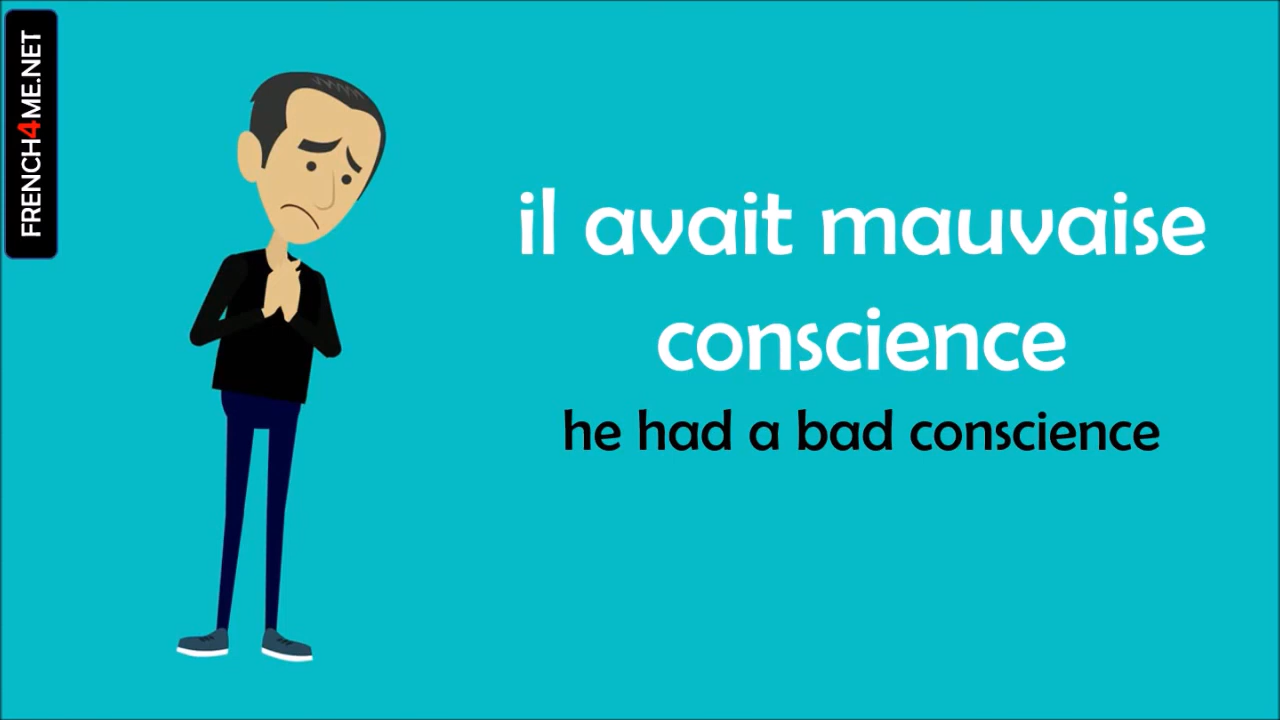 FRENCH4ME.NET
il avait mauvaise
conscience
he had a bad conscience